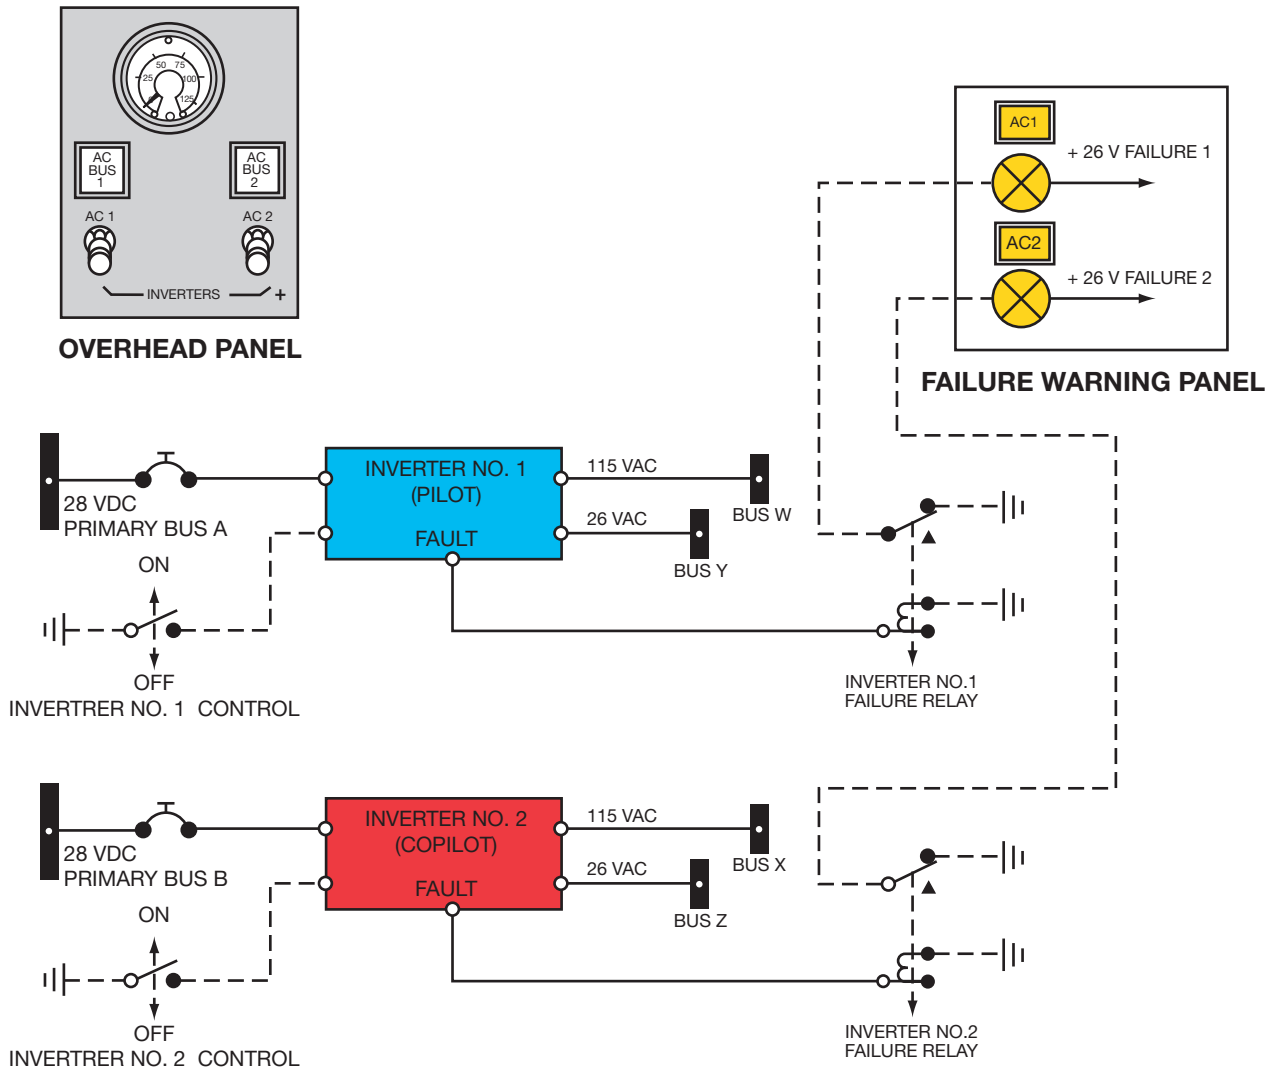 50 75
25 100
0 125
AC
BUS
1
AC
BUS
2
AC 1
AC 2
INVERTERS
+
OVERHEAD PANEL
AC1
+ 26 V FAILURE 1
AC2
+ 26 V FAILURE 2
FAILURE WARNING PANEL
28 VDC
PRIMARY BUS A
INVERTER NO. 1
(PILOT)
FAULT
115 VAC
BUS W
26 VAC
BUS Y
ON
OFF
INVERTRER NO. 1 CONTROL
INVERTER NO.1
FAILURE RELAY
28 VDC
PRIMARY BUS B
INVERTER NO. 2
(COPILOT)
FAULT
115 VAC
BUS X
26 VAC
BUS Z
ON
OFF
INVERTRER NO. 2 CONTROL
INVERTER NO.2
FAILURE RELAY